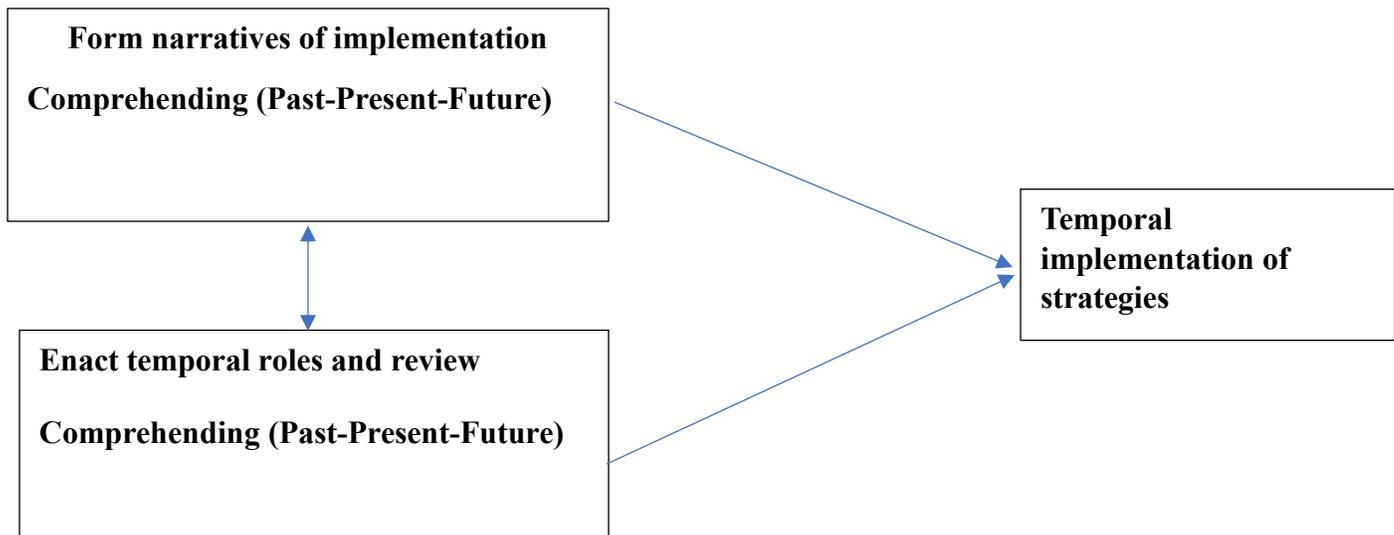 Form narratives of implementation
Comprehending (Past-Present-Future)
Temporal
implementation of
strategies
Enact temporal roles and review
Comprehending (Past-Present-Future)